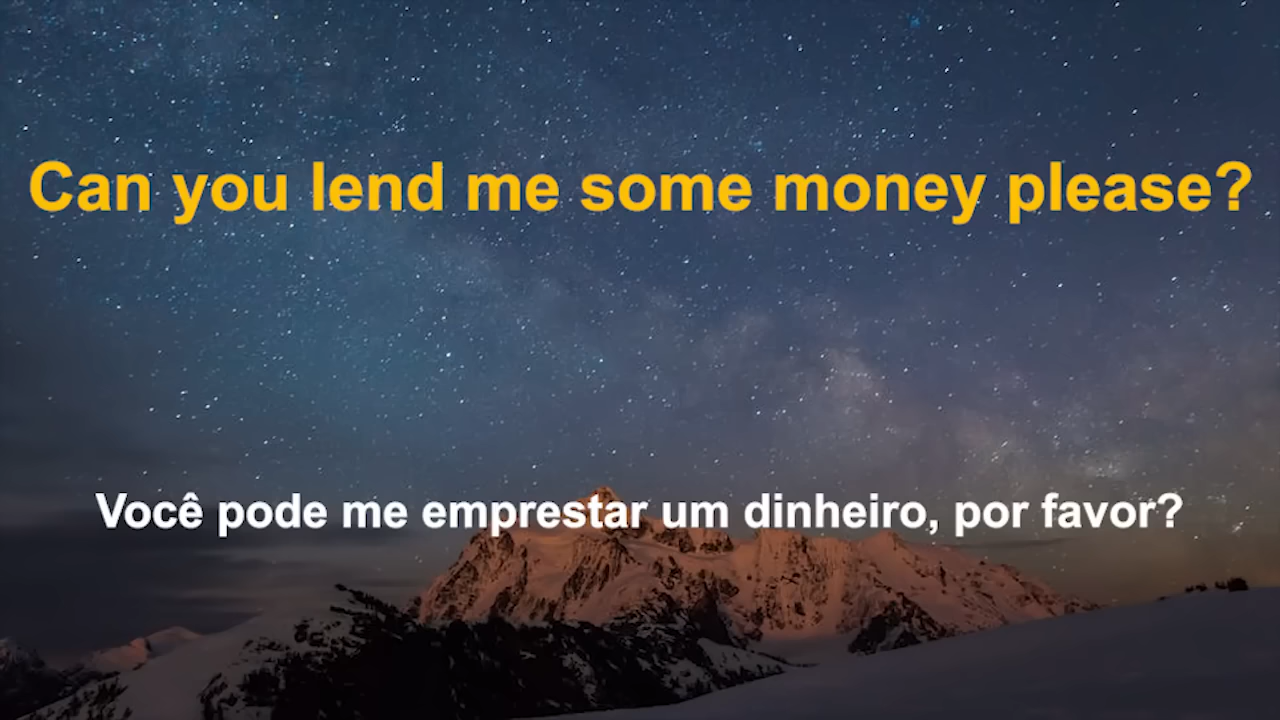 Can you lend me some money please?
Você pode me emprestar um dinheiro, por favor?